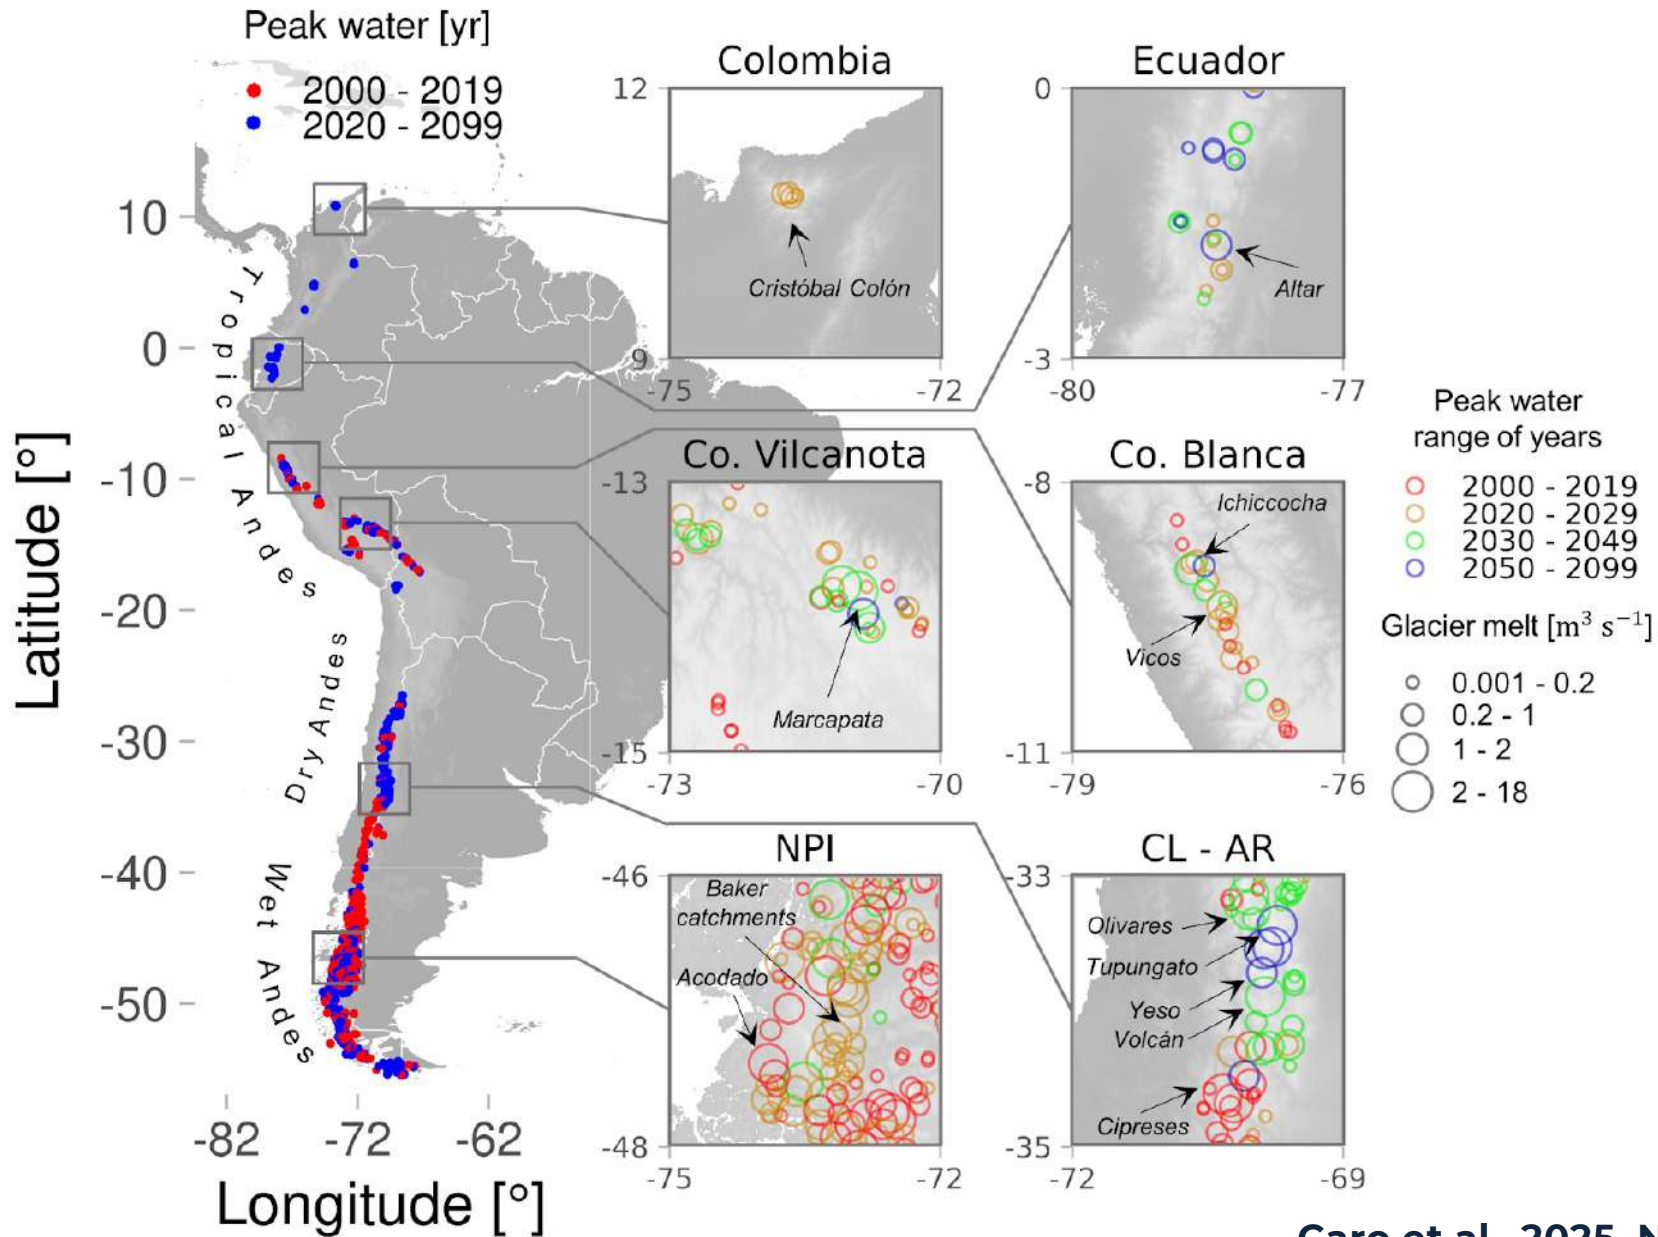 Peak water [yr]
2000 - 2019
2020 - 2099
Latitude [°]
10
0
-10
-20
-30
-40
-50
-82
-72
-62
Longitude [°]
Tropical Andes
Dry Andes
Wet Andes
Colombia
12
9
-75
-72
Cristóbal Colón
Ecuador
0
-3
-80
-77
Altar
Co. Vilcanota
-13
-15
-73
-70
Marcapata
Co. Blanca
-8
-11
-79
-76
Ichiccocha
Vicos
NPI
-46
-48
-75
-72
Baker
catchments
Acodado
CL - AR
-33
-35
-72
-69
Olivares
Tupungato
Yeso
Volcán
Cipreses
Peak water
range of years
2000 - 2019
2020 - 2029
2030 - 2049
2050 - 2099
Glacier melt [m³ s⁻¹]
0.001 - 0.2
0.2 - 1
1 - 2
2 - 18
Caro et al., 2025, N